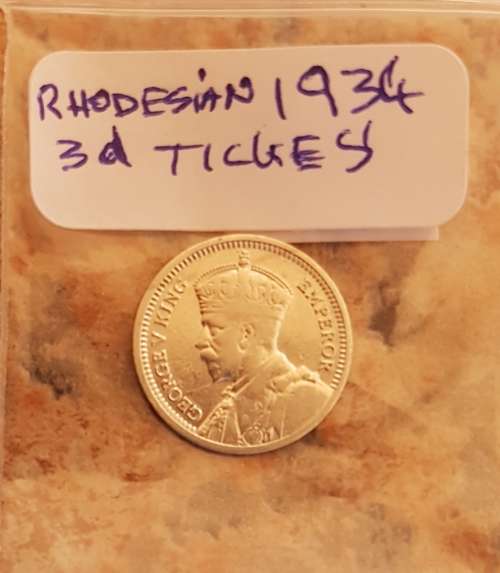 RHODESIAN 1934
3d TICKEY
GEORGE V KING
EMPEROR